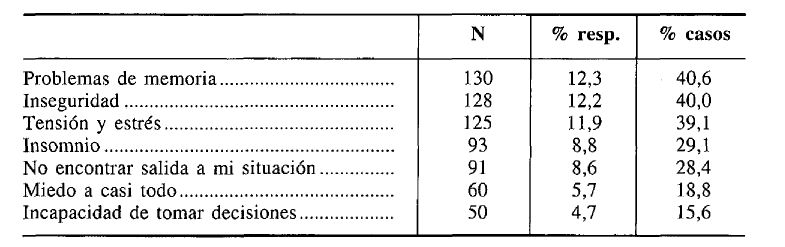 N % resp. % casos
Problemas de memoria 130 12,3 40,6
Inseguridad 128 12,2 40,0
Tensión y estrés 125 11,9 39,1
Insomnio 93 8,8 29,1
No encontrar salida a mi situación 91 8,6 28,4
Miedo a casi todo 60 5,7 18,8
Incapacidad de tomar decisiones 50 4,7 15,6